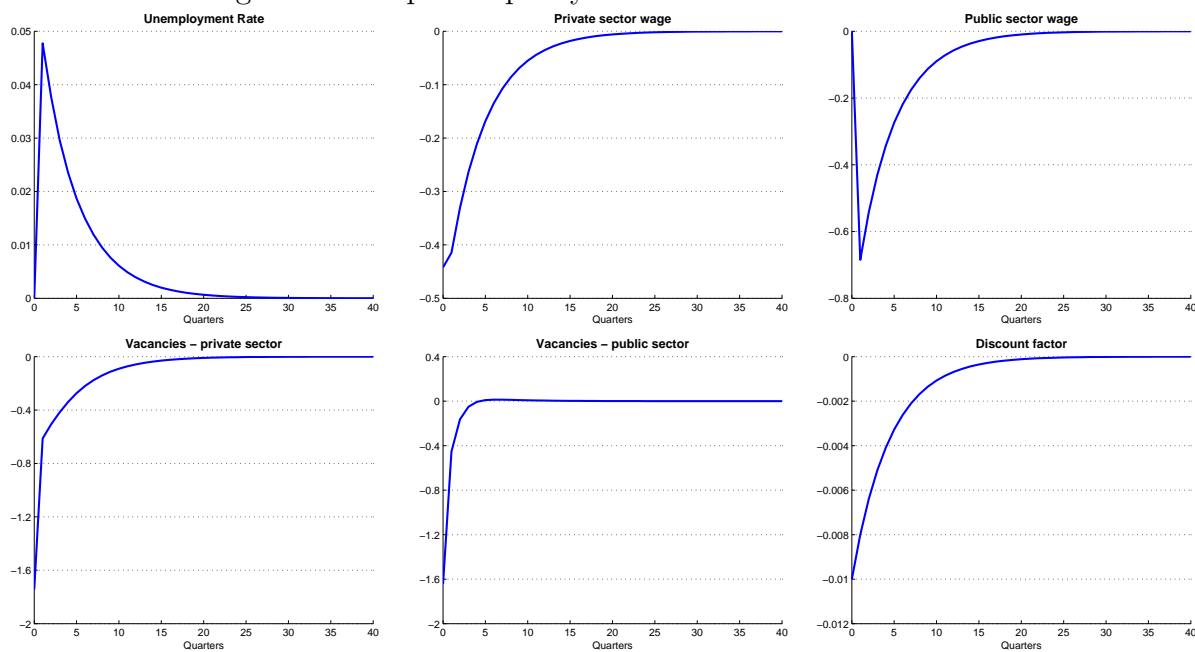 Unemployment Rate
0.05
0.04
0.03
0.02
0.01
0
0 5 10 15 20 25 30 35 40
Quarters
Private sector wage
0
−0.1
−0.2
−0.3
−0.4
−0.5
0 5 10 15 20 25 30 35 40
Quarters
Public sector wage
0
−0.2
−0.4
−0.6
−0.8
0 5 10 15 20 25 30 35 40
Quarters
Vacancies − private sector
0
−0.4
−0.8
−1.2
−1.6
−2
0 5 10 15 20 25 30 35 40
Quarters
Vacancies − public sector
0.4
0
−0.4
−0.8
−1.2
−1.6
−2
0 5 10 15 20 25 30 35 40
Quarters
Discount factor
0
−0.002
−0.004
−0.006
−0.008
−0.01
−0.012
0 5 10 15 20 25 30 35 40
Quarters